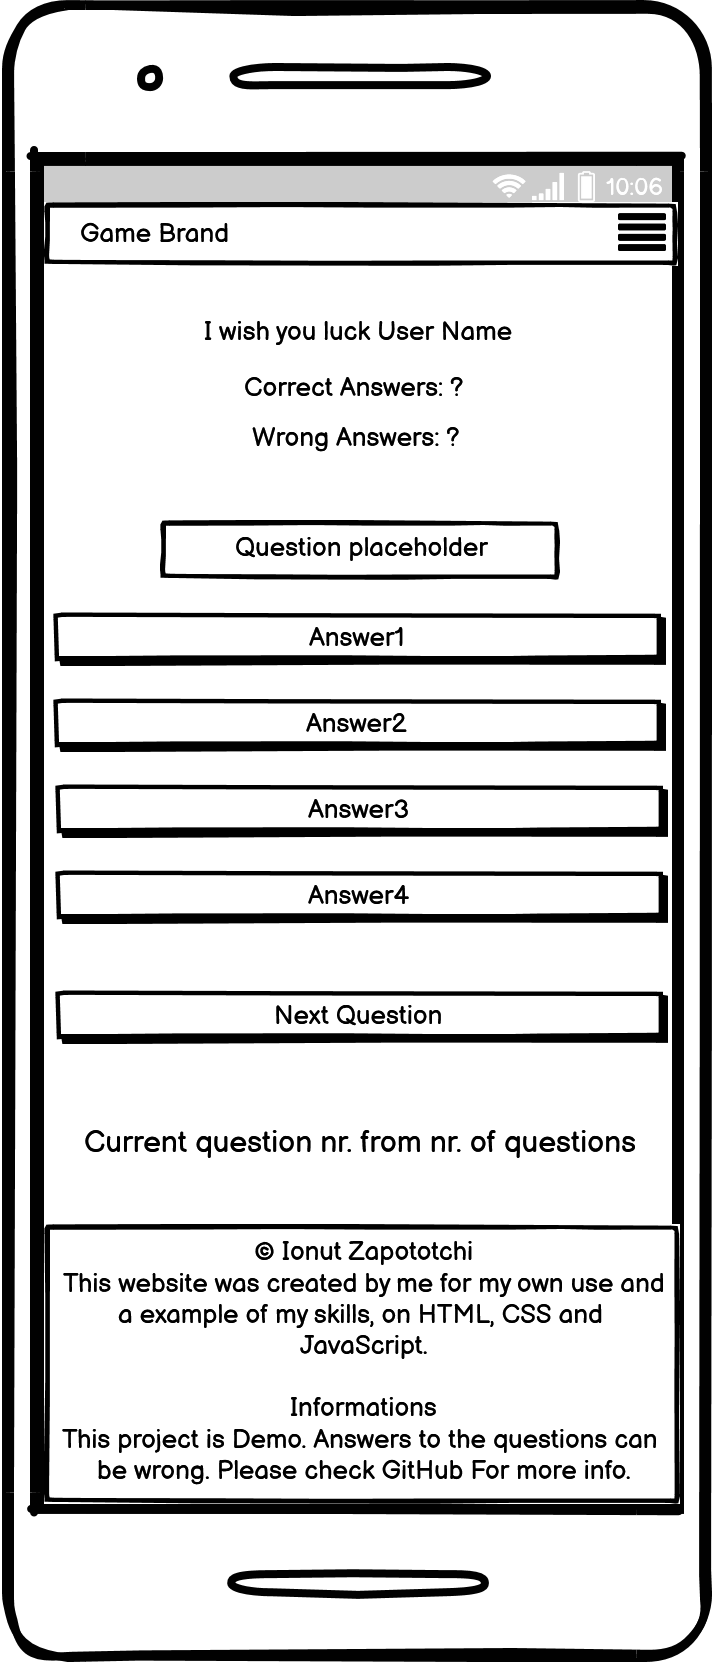 10:06
Game Brand
I wish you luck User Name
Correct Answers: ?
Wrong Answers: ?
Question placeholder
Answer1
Answer2
Answer3
Answer4
Next Question
Current question nr. from nr. of questions
© Ionut Zapototchi
This website was created by me for my own use and
a example of my skills, on HTML, CSS and
JavaScript.
Informations
This project is Demo. Answers to the questions can
be wrong. Please check GitHub For more info.